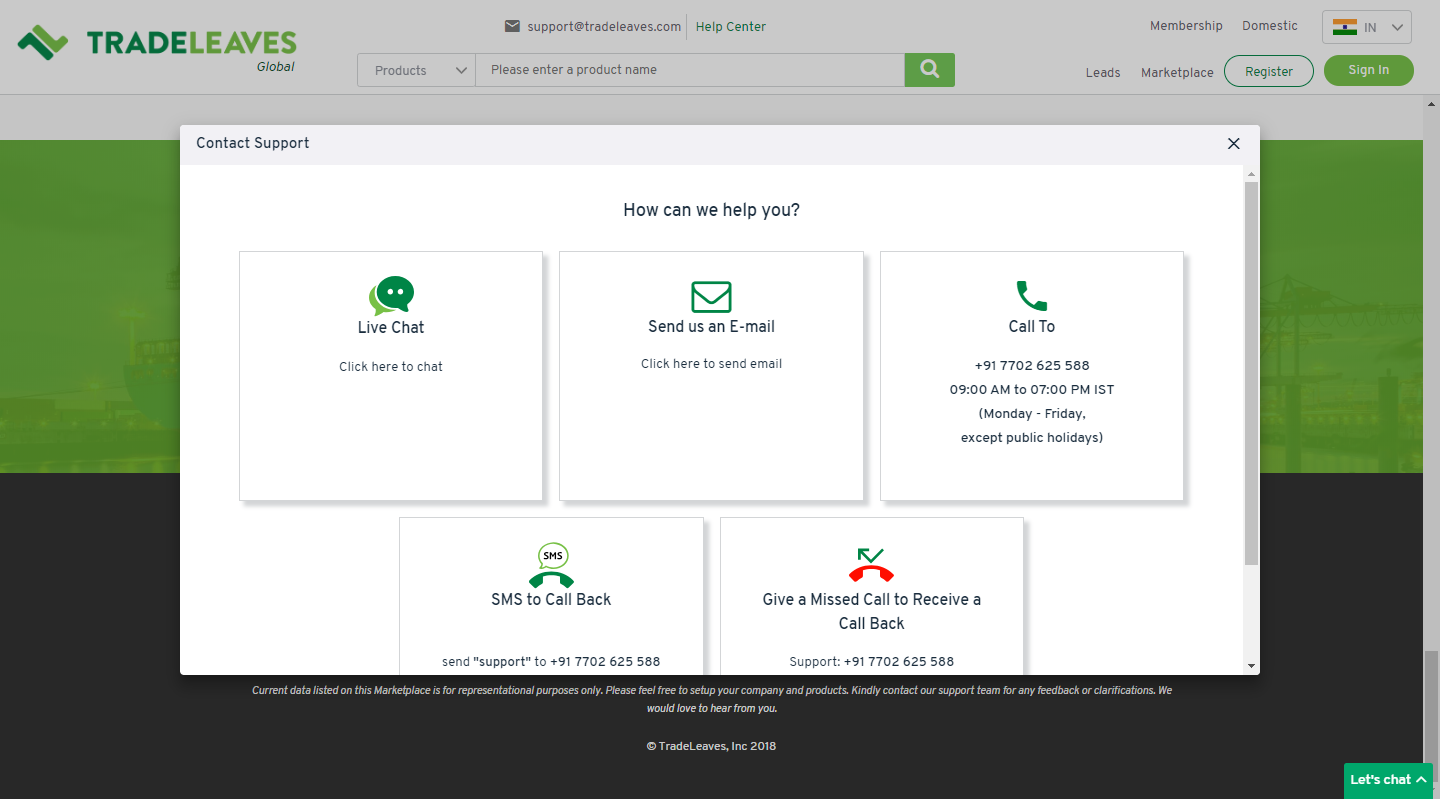 support@tradeleaves.com
Help Center
Membership
Domestic
IN
TRADELEAVES
Global
Products
Please enter a product name
Leads
Marketplace
Register
Sign In
Contact Support
How can we help you?
Live Chat
Click here to chat
Send us an E-mail
Click here to send email
Call To
+91 7702 625 588
09:00 AM to 07:00 PM IST
(Monday - Friday,
except public holidays)
SMS
SMS to Call Back
send "support" to +91 7702 625 588
Give a Missed Call to Receive a
Call Back
Support: +91 7702 625 588
Current data listed on this Marketplace is for representational purposes only. Please feel free to setup your company and products. Kindly contact our support team for any feedback or clarifications. We
would love to hear from you.
© TradeLeaves, Inc 2018
Let's chat